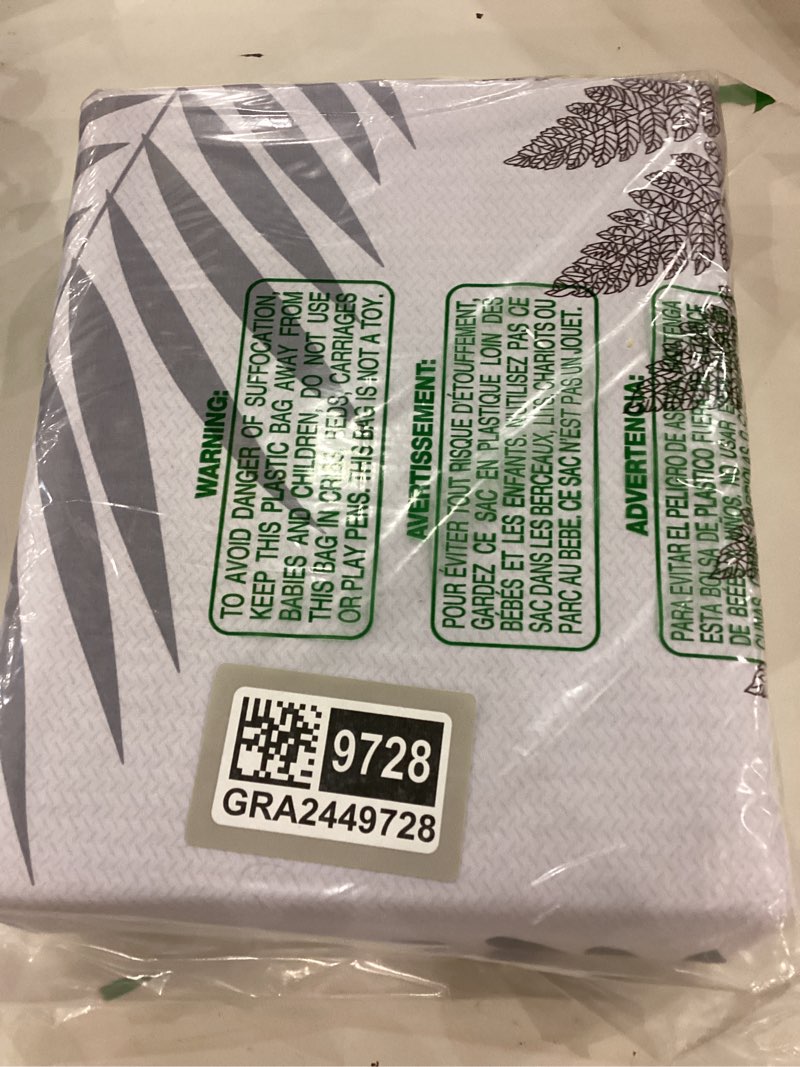 WARNING:
TO AVOID DANGER OF SUFFOCATION,
KEEP THIS PLASTIC BAG AWAY FROM
BABIES AND CHILDREN. DO NOT USE
THIS BAG IN CRIBS, BEDS, CARRIAGES
OR PLAY PENS. THIS BAG IS NOT A TOY.
AVERTISSEMENT:
POUR ÉVITER TOUT RISQUE D'ÉTOUFFEMENT,
GARDEZ CE SAC EN PLASTIQUE LOIN DES
BÉBÉS ET LES ENFANTS. N'UTILISEZ PAS CE
SAC DANS LES BERCEAUX, LITS, CHARIOTS OU
PARC AU BEBE. CE SAC N'EST PAS UN JOUET.
ADVERTENCIA:
PARA EVITAR EL PELIGRO DE
ESTA BOLSA DE PLASTICO
DE NO USAR
9728
GRA2449728